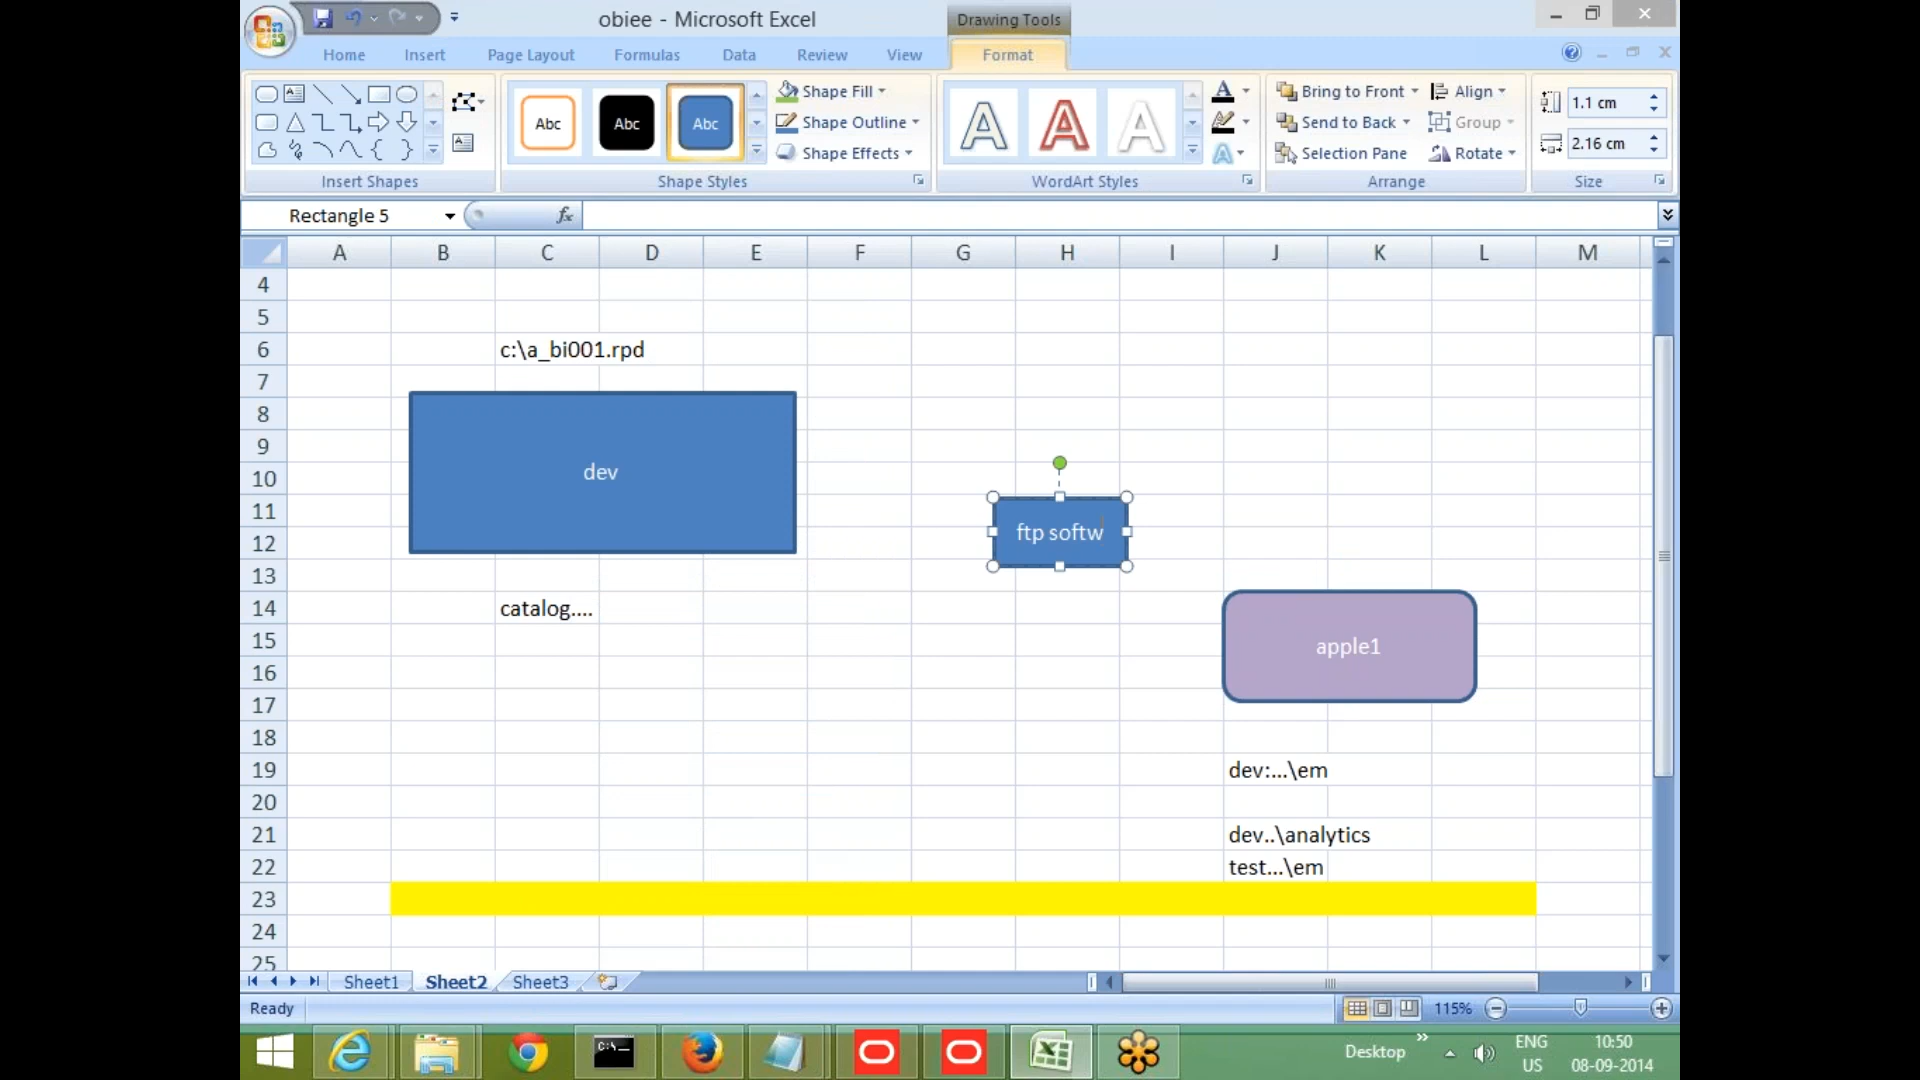 obiee - Microsoft Excel
Drawing Tools
Home
Insert
Page Layout
Formulas
Data
Review
View
Format
Abc
Abc
Abc
Shape Fill
Shape Outline
Shape Effects
Bring to Front
Send to Back
Selection Pane
Align
Group
Rotate
1.1 cm
2.16 cm
Insert Shapes
Shape Styles
WordArt Styles
Arrange
Size
Rectangle 5
fx
A B C D E F G H I J K L M
4
5
6 c:\a_bi001.rpd
7
8
9
dev
10
11
ftp softw
12
13
14 catalog....
15
apple1
16
17
18
19 dev:...\em
20
21 dev..\analytics
22 test...\em
23
24
25
Sheet1 Sheet2 Sheet3
Ready
115%
C:\
Desktop
ENG
US
10:50
08-09-2014